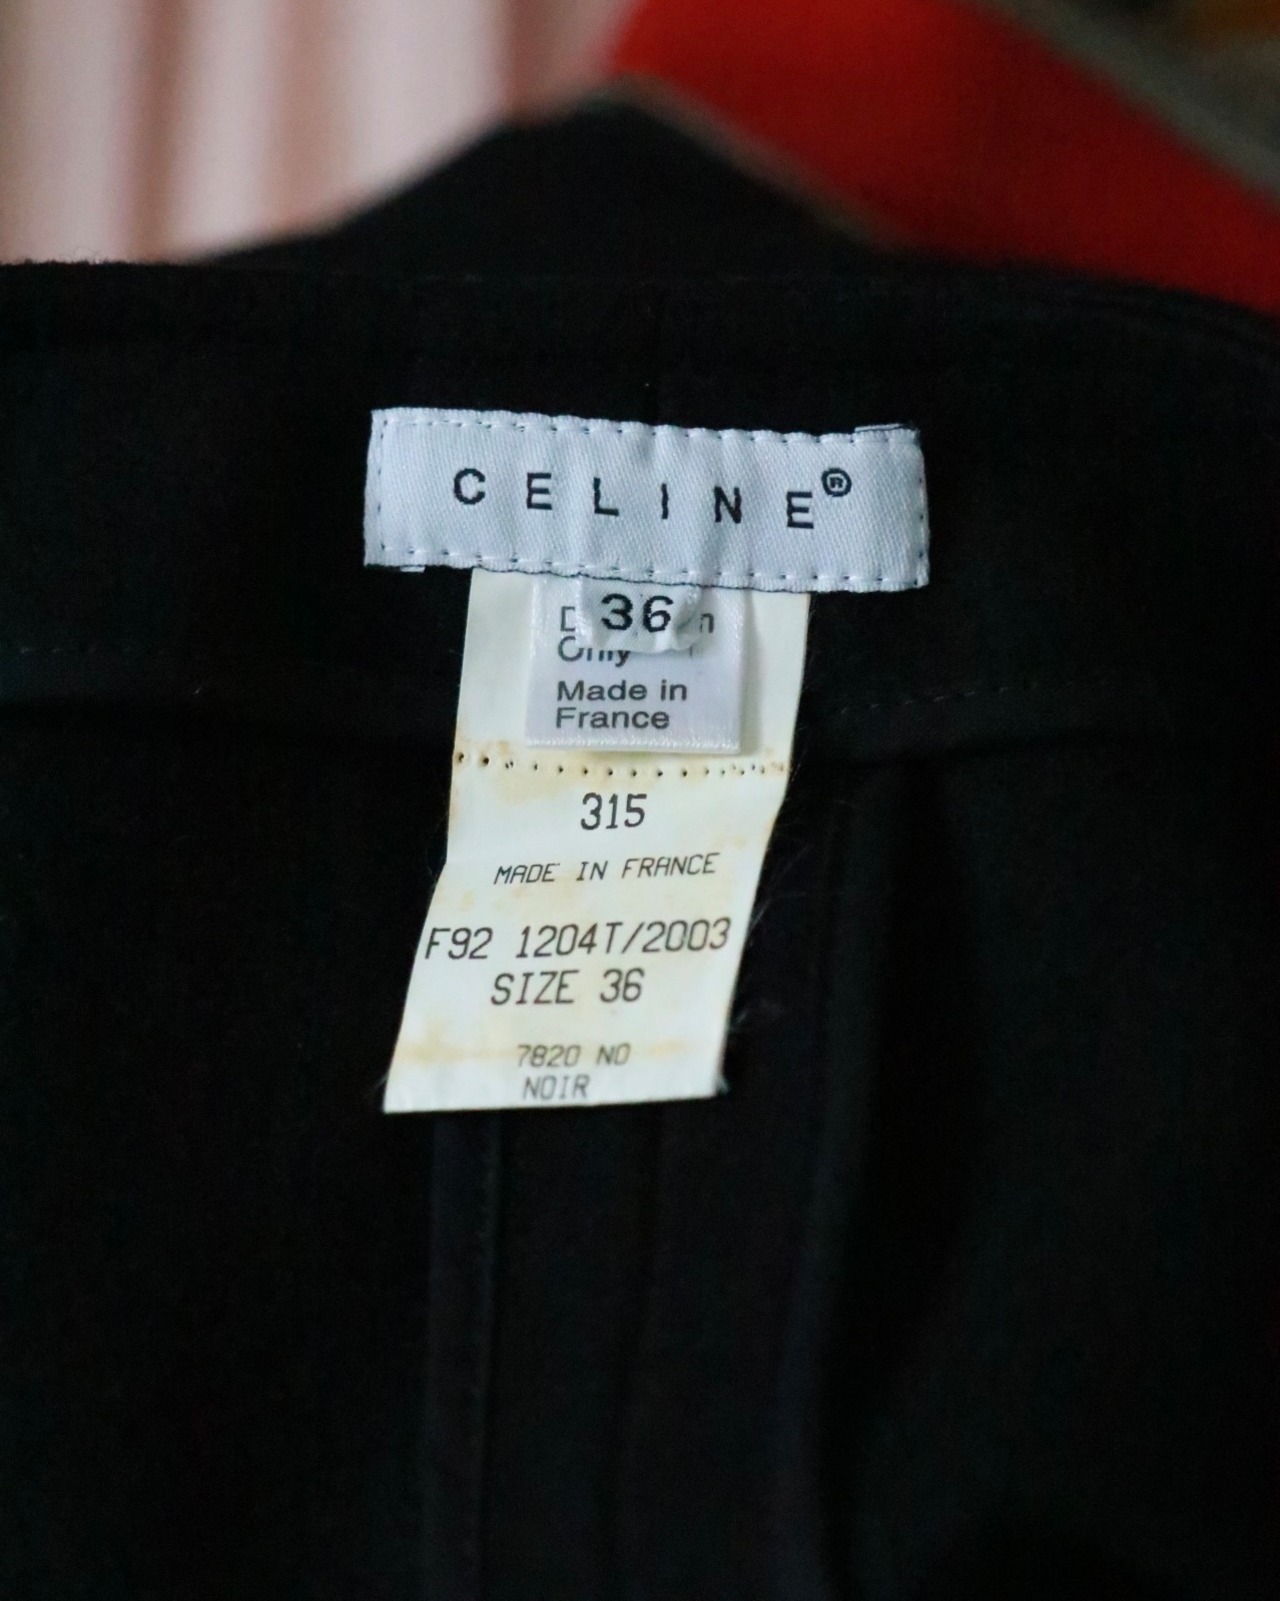 CELINE®
36
Only
Made in
France
315
MADE IN FRANCE
F92 1204T/2003
SIZE 36
7820 NO
NOIR